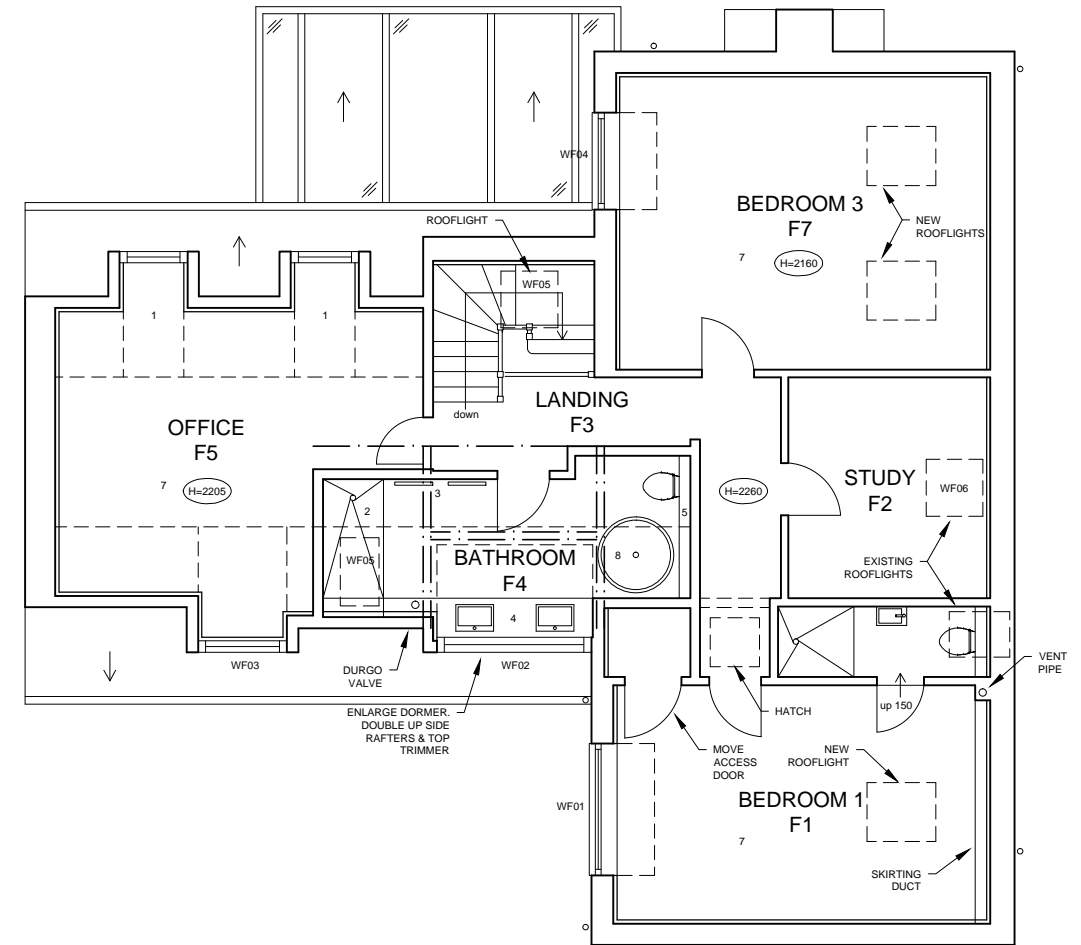 WF04
BEDROOM 3
F7
7
H=2160
NEW
ROOFLIGHTS
ROOFLIGHT
WF05
1
1
LANDING
F3
down
OFFICE
F5
7
H=2205
3
2
5
H=2260
STUDY
F2
WF06
BATHROOM
F4
WF05
8
4
EXISTING
ROOFLIGHTS
WF03
WF02
DURGO
VALVE
ENLARGE DORMER.
DOUBLE UP SIDE
RAFTERS & TOP
TRIMMER
HATCH
up 150
VENT
PIPE
MOVE
ACCESS
DOOR
NEW
ROOFLIGHT
WF01
BEDROOM 1
F1
7
SKIRTING
DUCT